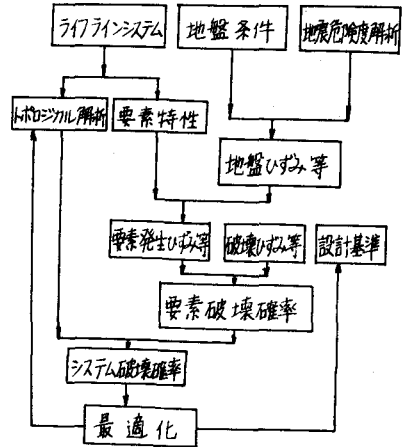 ライフラインシステム
地盤条件
地震危険度解析
トポロジカル解析
要素特性
地盤ひずみ等
要素発生ひずみ等
破壊ひずみ等
設計基準
要素破壊確率
システム破壊確率
最適化